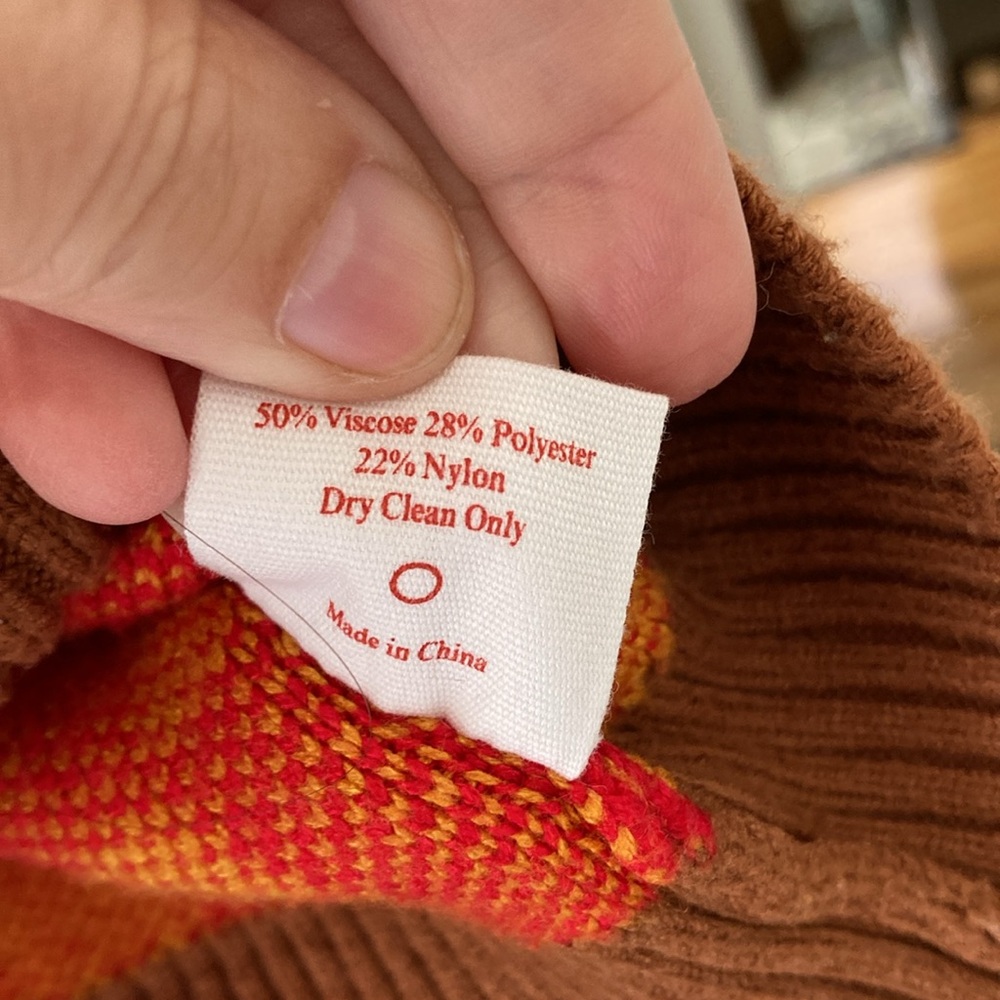 50% Viscose 28% Polyester
22% Nylon
Dry Clean Only
Made in China